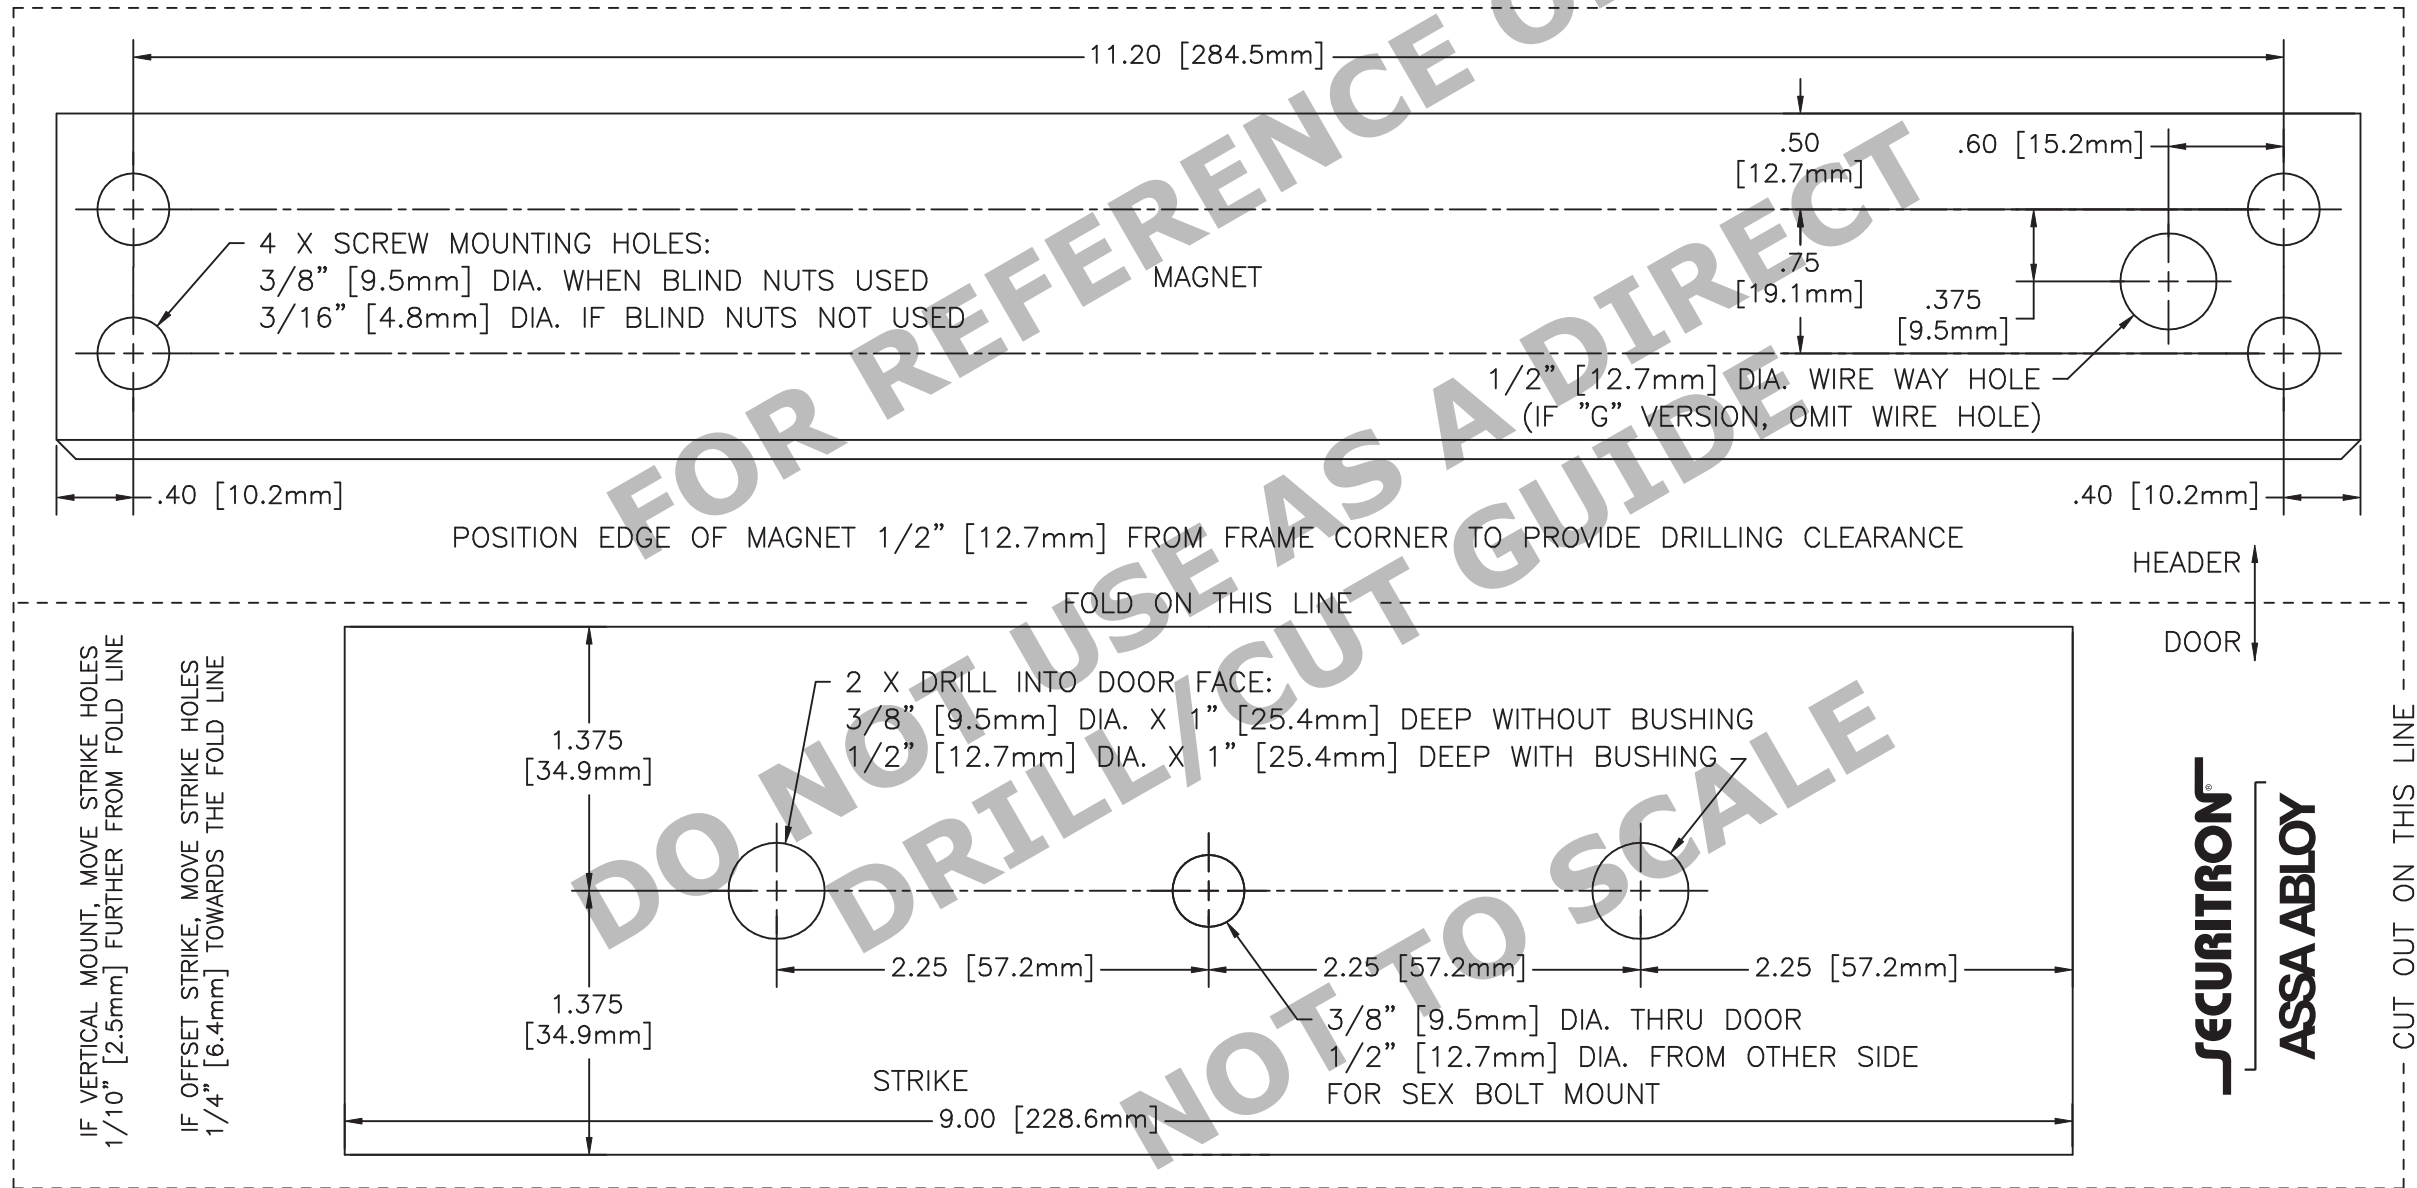 11.20 [284.5mm]
.50
[12.7mm]
.60 [15.2mm]
4 X SCREW MOUNTING HOLES:
3/8” [9.5mm] DIA. WHEN BLIND NUTS USED
3/16” [4.8mm] DIA. IF BLIND NUTS NOT USED
MAGNET
.75
[19.1mm]
.375
[9.5mm]
1/2” [12.7mm] DIA. WIRE WAY HOLE
(IF ”G” VERSION, OMIT WIRE HOLE)
.40 [10.2mm]
.40 [10.2mm]
POSITION EDGE OF MAGNET 1/2” [12.7mm] FROM FRAME CORNER TO PROVIDE DRILLING CLEARANCE
HEADER
FOLD ON THIS LINE
DOOR
IF VERTICAL MOUNT, MOVE STRIKE HOLES
1/10” [2.5mm] FURTHER FROM FOLD LINE
IF OFFSET STRIKE, MOVE STRIKE HOLES
1/4” [6.4mm] TOWARDS THE FOLD LINE
2 X DRILL INTO DOOR FACE:
3/8” [9.5mm] DIA. X 1” [25.4mm] DEEP WITHOUT BUSHING
1/2” [12.7mm] DIA. X 1” [25.4mm] DEEP WITH BUSHING
1.375
[34.9mm]
2.25 [57.2mm]
2.25 [57.2mm]
2.25 [57.2mm]
1.375
[34.9mm]
3/8” [9.5mm] DIA. THRU DOOR
1/2” [12.7mm] DIA. FROM OTHER SIDE
FOR SEX BOLT MOUNT
STRIKE
9.00 [228.6mm]
SECURITRON®
ASSA ABLOY
CUT OUT ON THIS LINE
FOR REFERENCE
DO NOT USE AS A DIRECT
DRILL/CUT GUIDE
NOT TO SCALE